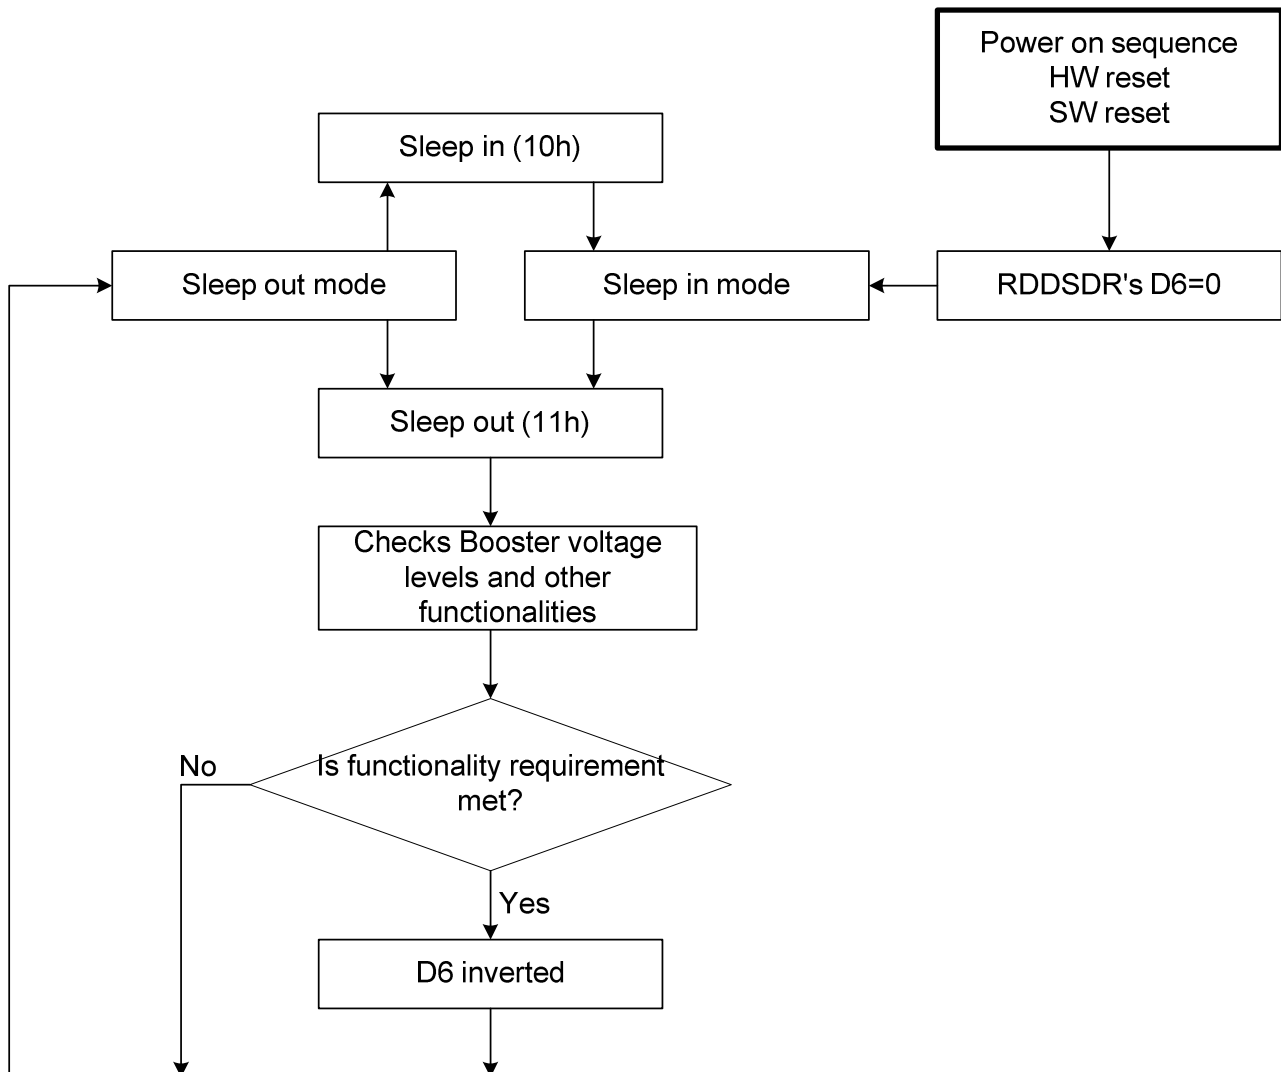 Power on sequence
HW reset
SW reset
Sleep in (10h)
Sleep out mode
Sleep in mode
RDDSDR's D6=0
Sleep out (11h)
Checks Booster voltage
levels and other
functionalities
No
Is functionality requirement
met?
Yes
D6 inverted